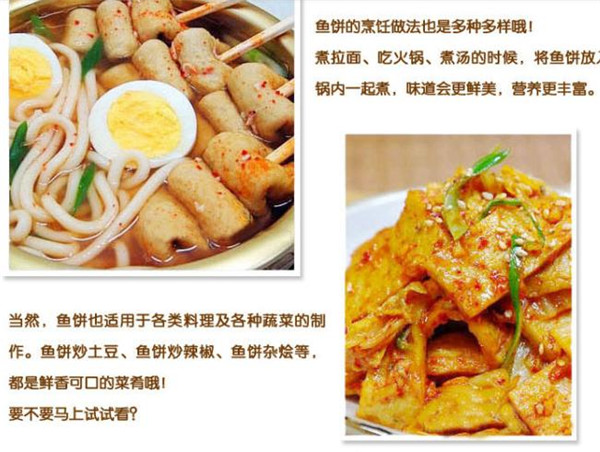 鱼饼的烹饪做法也是多种多样哦！
煮拉面、吃火锅、煮汤的时候，将鱼饼放入
锅内一起煮，味道会更鲜美，营养更丰富。
当然，鱼饼也适用于各类料理及各种蔬菜的制
作。鱼饼炒土豆、鱼饼炒辣椒、鱼饼杂烩等，
都是鲜香可口的菜肴哦！
要不要马上试试看？